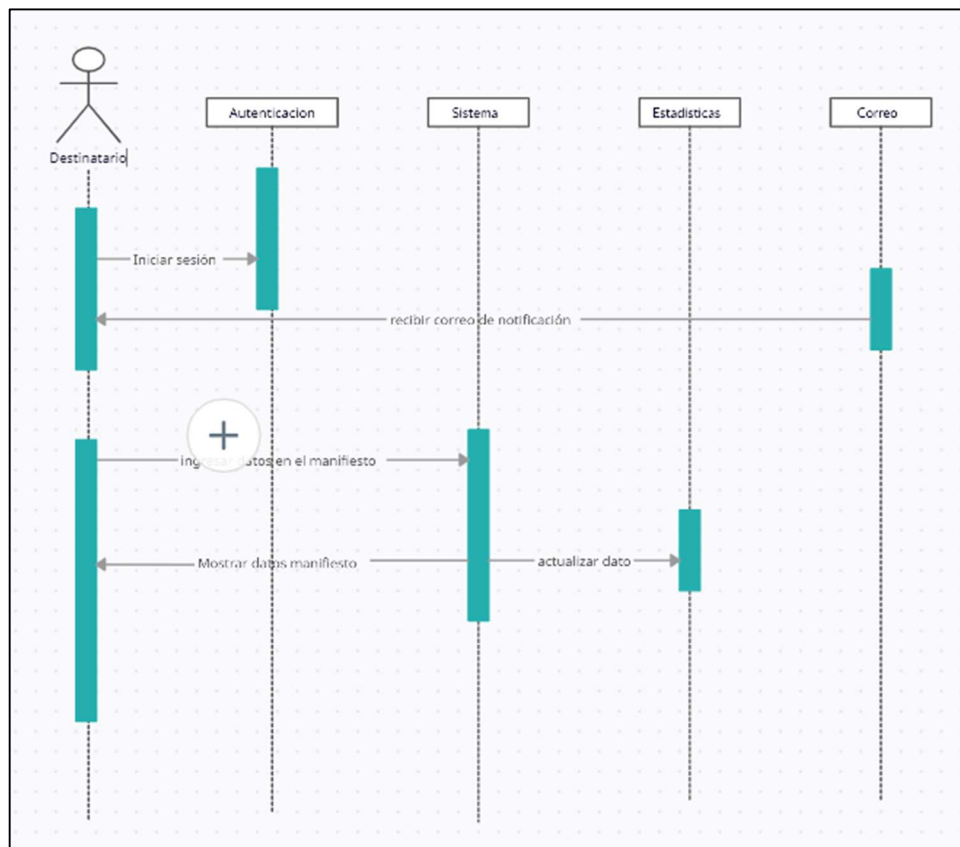 Autenticacion
Sistema
Estadísticas
Correo
Destinatario
Iniciar sesión
recibir correo de notificación
datos en el manifiesto
Mostrar datos manifiesto
actualizar dato